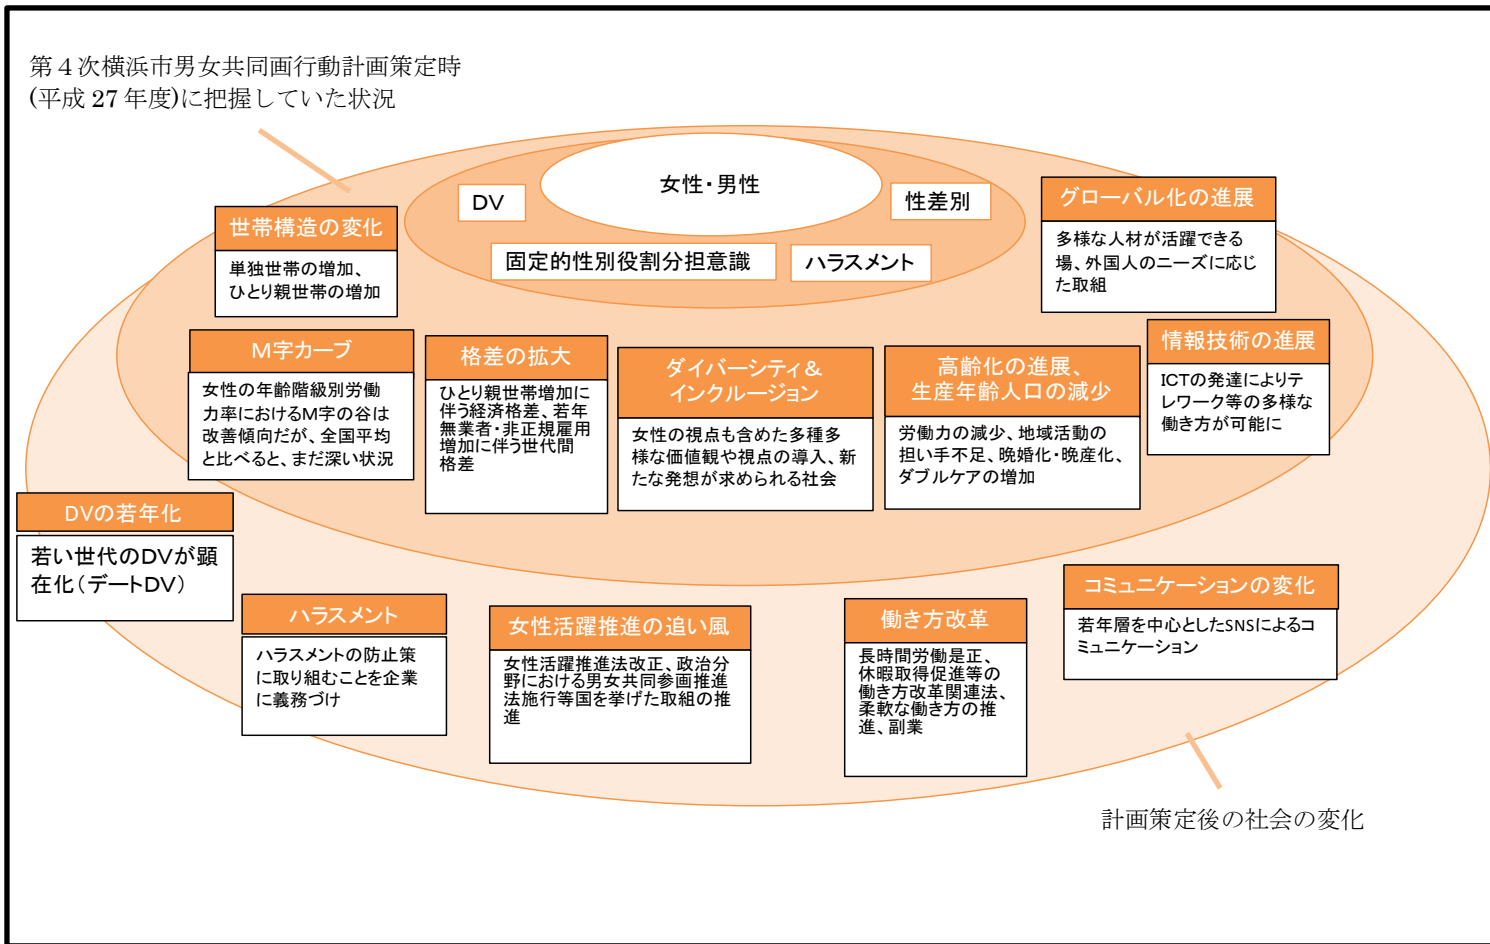 第４次横浜市男女共同画行動計画策定時
(平成 27 年度)に把握していた状況
女性・男性
DV
性差別
固定的性別役割分担意識
ハラスメント
世帯構造の変化
単独世帯の増加、
ひとり親世帯の増加
グローバル化の進展
多様な人材が活躍できる
場、外国人のニーズに応じ
た取組
M字カーブ
女性の年齢階級別労働
力率におけるM字の谷は
改善傾向だが、全国平均
と比べると、まだ深い状況
格差の拡大
ひとり親世帯増加に
伴う経済格差、若年
無業者・非正規雇用
増加に伴う世代間
格差
ダイバーシティ＆
インクルージョン
女性の視点も含めた多種多
様な価値観や視点の導入、新
たな発想が求められる社会
高齢化の進展、
生産年齢人口の減少
労働力の減少、地域活動の
担い手不足、晩婚化・晩産化、
ダブルケアの増加
情報技術の進展
ICTの発達によりテ
レワーク等の多様な
働き方が可能に
DVの若年化
若い世代のDVが顕
在化（デートDV）
ハラスメント
ハラスメントの防止策
に取り組むことを企業
に義務づけ
女性活躍推進の追い風
女性活躍推進法改正、政治分
野における男女共同参画推進
法施行等国を挙げた取組の推
進
働き方改革
長時間労働是正、
休暇取得促進等の
働き方改革関連法、
柔軟な働き方の推
進、副業
コミュニケーションの変化
若年層を中心としたSNSによるコ
ミュニケーション
計画策定後の社会の変化